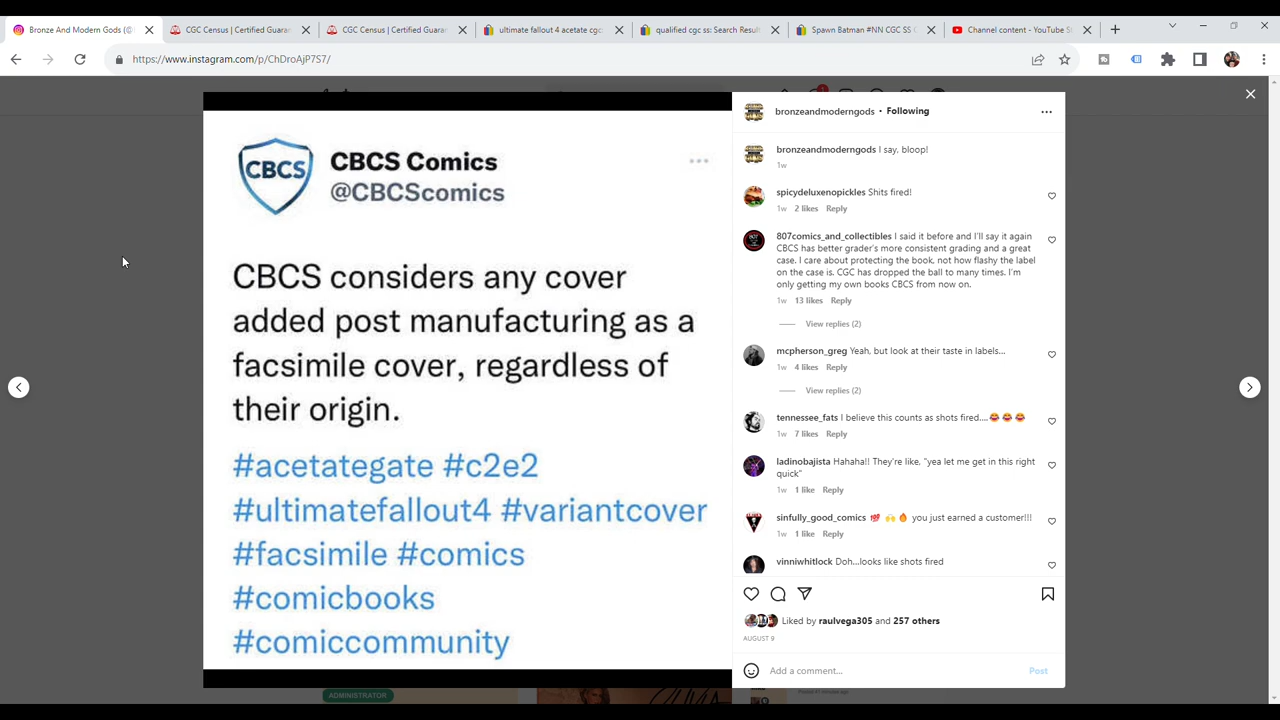 Bronze And Modern Gods (@
CGC Census | Certified Guaran
CGC Census | Certified Guaran
ultimate fallout 4 acetate cgc
qualified cgc ss: Search Result
Spawn Batman #NN CGC SS
Channel content - YouTube St
https://www.instagram.com/p/ChDroAjP7S7/
CBCS
CBCS Comics
@CBCScomics
CBCS considers any cover
added post manufacturing as a
facsimile cover, regardless of
their origin.
#acetategate #c2e2
#ultimatefallout4 #variantcover
#facsimile #comics
#comicbooks
#comiccommunity
ADMINISTRATOR
bronzeandmoderngods • Following
bronzeandmoderngods I say, bloop!
1w
spicydeluxenopickles Shits fired!
1w 2 likes Reply
807comics_and_collectibles I said it before and I'll say it again
CBCS has better grader's more consistent grading and a great
case. I care about protecting the book, not how flashy the label
on the case is. CGC has dropped the ball to many times. I'm
only getting my own books CBCS from now on.
1w 13 likes Reply
View replies (2)
mcpherson_greg Yeah, but look at their taste in labels...
1w 4 likes Reply
View replies (2)
tennessee_fats I believe this counts as shots fired.... 😂 😂 😂
1w 7 likes Reply
ladinobajista Hahaha!! They're like, "yea let me get in this right
quick"
1w 1 like Reply
sinfully_good_comics 💯 🙌 🔥 you just earned a customer!!!
1w 1 like Reply
vinniwhitlock Doh...looks like shots fired
Liked by raulvega305 and 257 others
AUGUST 9
Add a comment...
Post